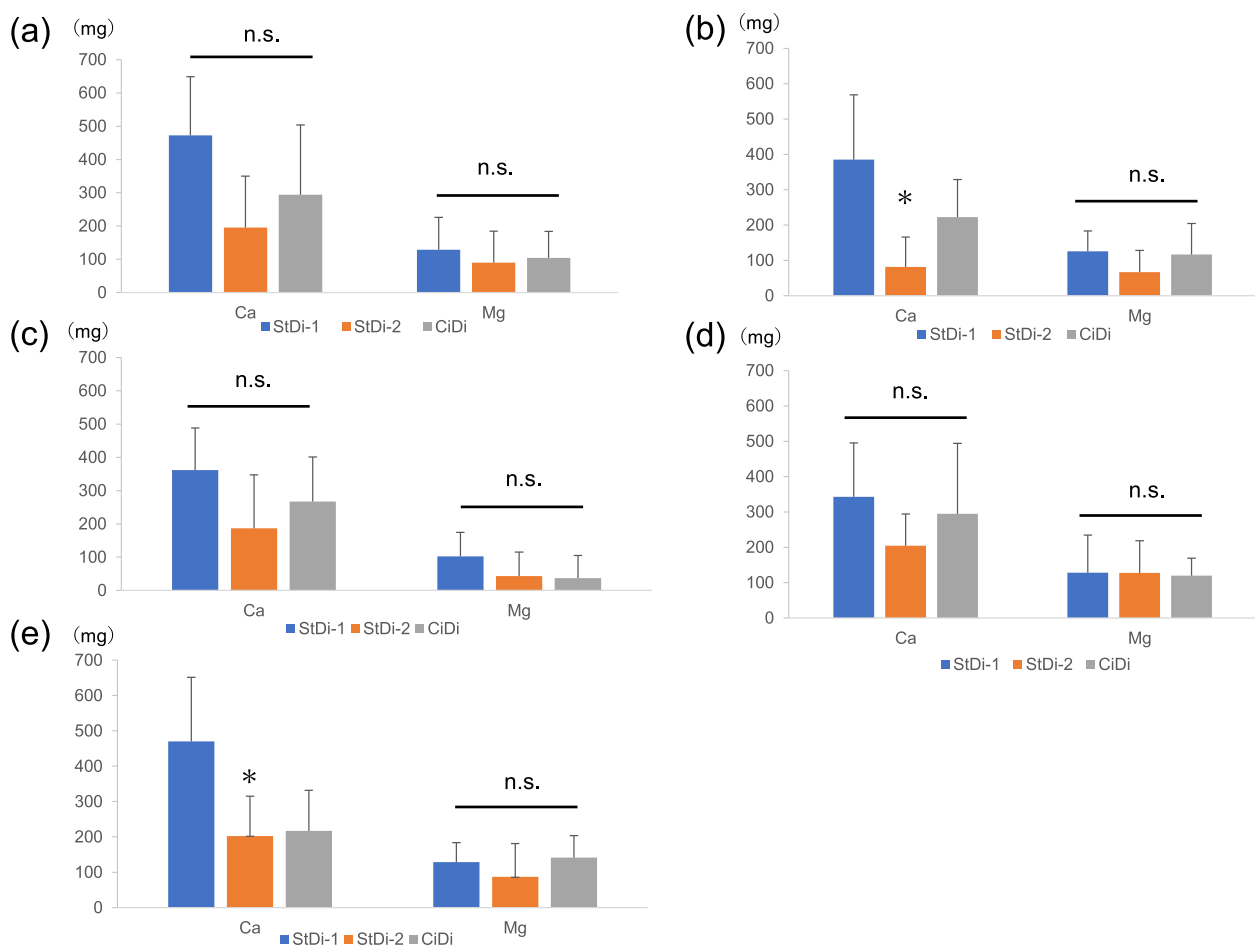 (a) (mg)
n.s.
700
600
500
400
300
200
100
0
n.s.
Ca Mg
StDi-1 StDi-2 CiDi
(b) (mg)
700
600
500
400
300
200
100
0
*
n.s.
Ca Mg
StDi-1 StDi-2 CiDi
(c) (mg)
700
600
500
400
300
200
100
0
n.s.
n.s.
Ca Mg
StDi-1 StDi-2 CiDi
(d) (mg)
700
600
500
400
300
200
100
0
n.s.
n.s.
Ca Mg
StDi-1 StDi-2 CiDi
(e) (mg)
700
600
500
400
300
200
100
0
*
n.s.
Ca Mg
StDi-1 StDi-2 CiDi